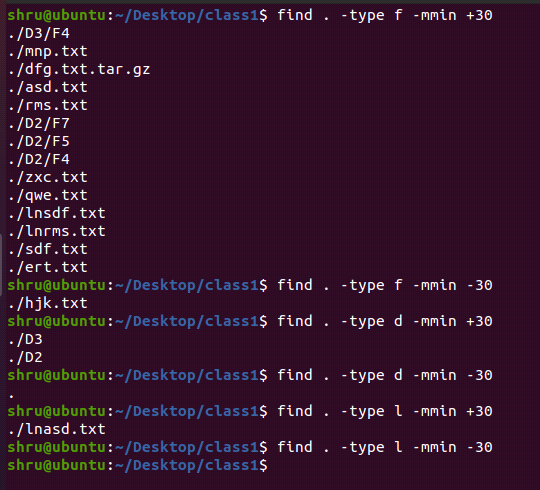 shru@ubuntu:~/Desktop/class1$ find . -type f -mmin +30
./D3/F4
./mnp.txt
./dfg.txt.tar.gz
./asd.txt
./rms.txt
./D2/F7
./D2/F5
./D2/F4
./zxc.txt
./qwe.txt
./lnsdf.txt
./lnrms.txt
./sdf.txt
./ert.txt
shru@ubuntu:~/Desktop/class1$ find . -type f -mmin -30
./hjk.txt
shru@ubuntu:~/Desktop/class1$ find . -type d -mmin +30
./D3
./D2
shru@ubuntu:~/Desktop/class1$ find . -type d -mmin -30
.
shru@ubuntu:~/Desktop/class1$ find . -type l -mmin +30
./lnasd.txt
shru@ubuntu:~/Desktop/class1$ find . -type l -mmin -30
shru@ubuntu:~/Desktop/class1$